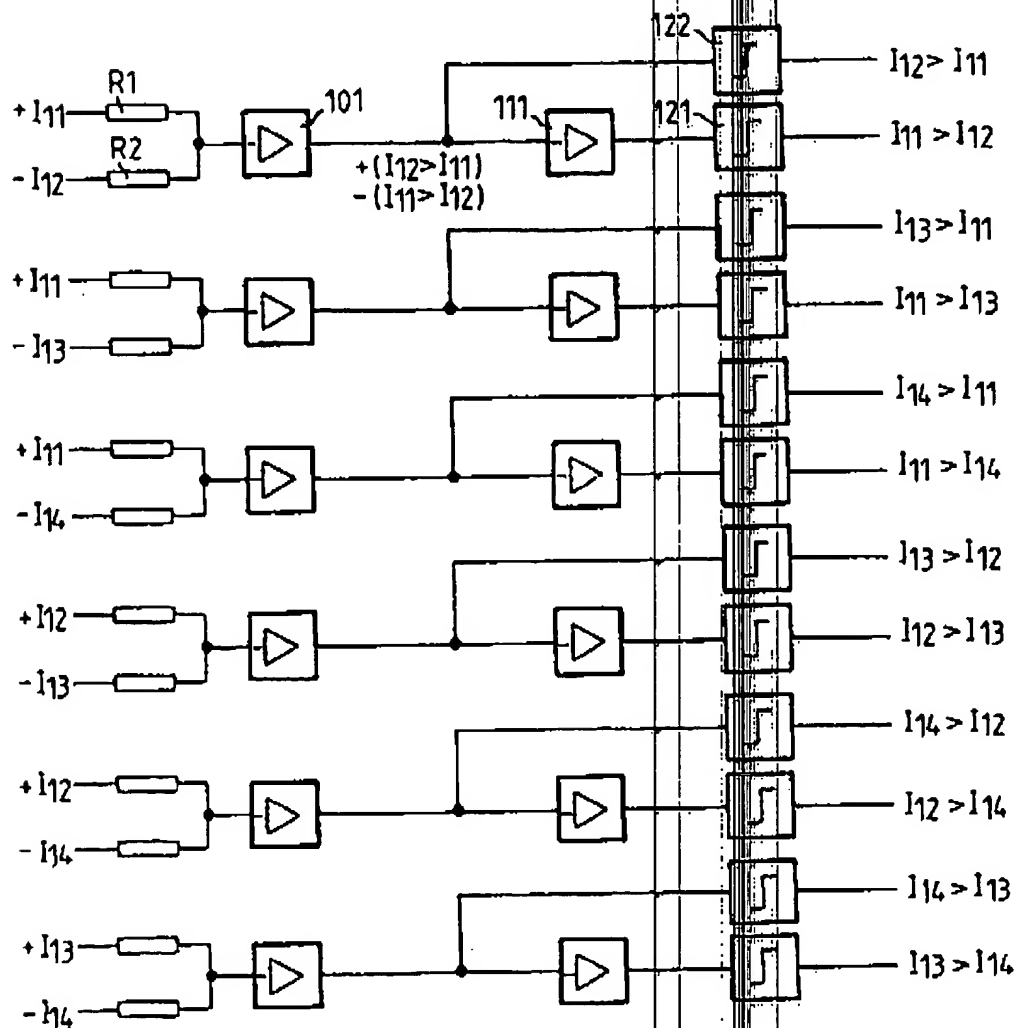 122
I12> I11
R1
+ I11
101
111
121
I11 > I12
R2
- I12
+(I12>I11)
-(I11>I12)
I13>I11
+I11
I11 >I13
- I13
I14 >I11
+I11
I11 >I14
-I14
I13 >I12
+I12
I12 >I13
-I13
I14> I12
+I12
I12 >I14
- I14
I14>I13
+I13
I13 >I14
-I14